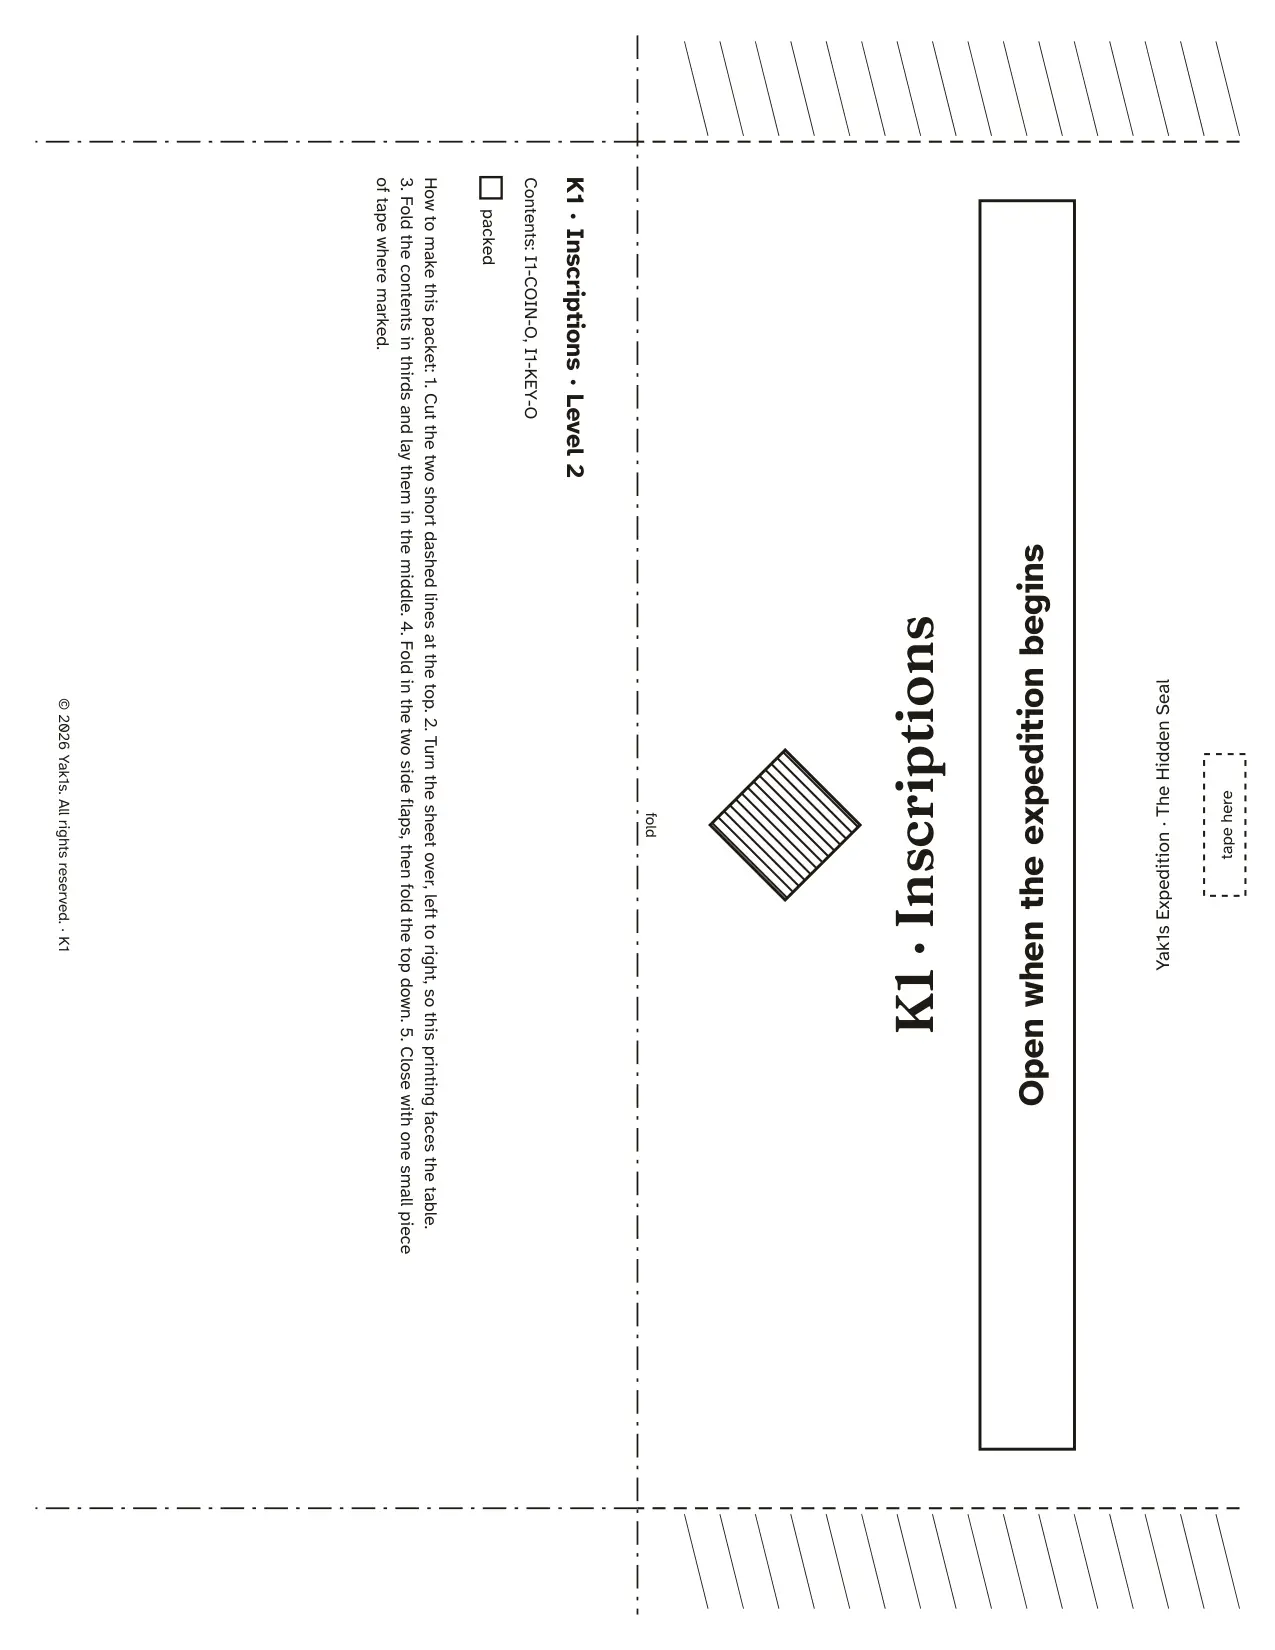 K1 · Inscriptions · Level 2
Contents: I1-COIN-O, I1-KEY-O
packed
How to make this packet: 1. Cut the two short dashed lines at the top. 2. Turn the sheet over, left to right, so this printing faces the table.
3. Fold the contents in thirds and lay them in the middle. 4. Fold in the two side flaps, then fold the top down. 5. Close with one small piece
of tape where marked.
© 2026 Yak1s. All rights reserved. · K1
fold
K1 · Inscriptions
Open when the expedition begins
Yak1s Expedition · The Hidden Seal
tape here